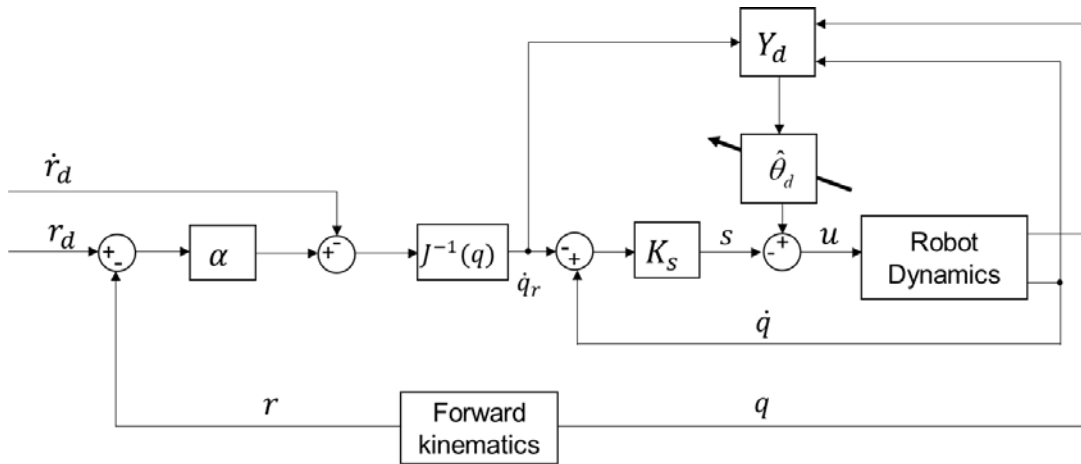 Y_d
θ̂_d
ṙ_d
r_d
+
-
α
+
-
J⁻¹(q)
q̇_r
-
+
K_s
s
+
-
u
Robot
Dynamics
q̇
r
Forward
kinematics
q